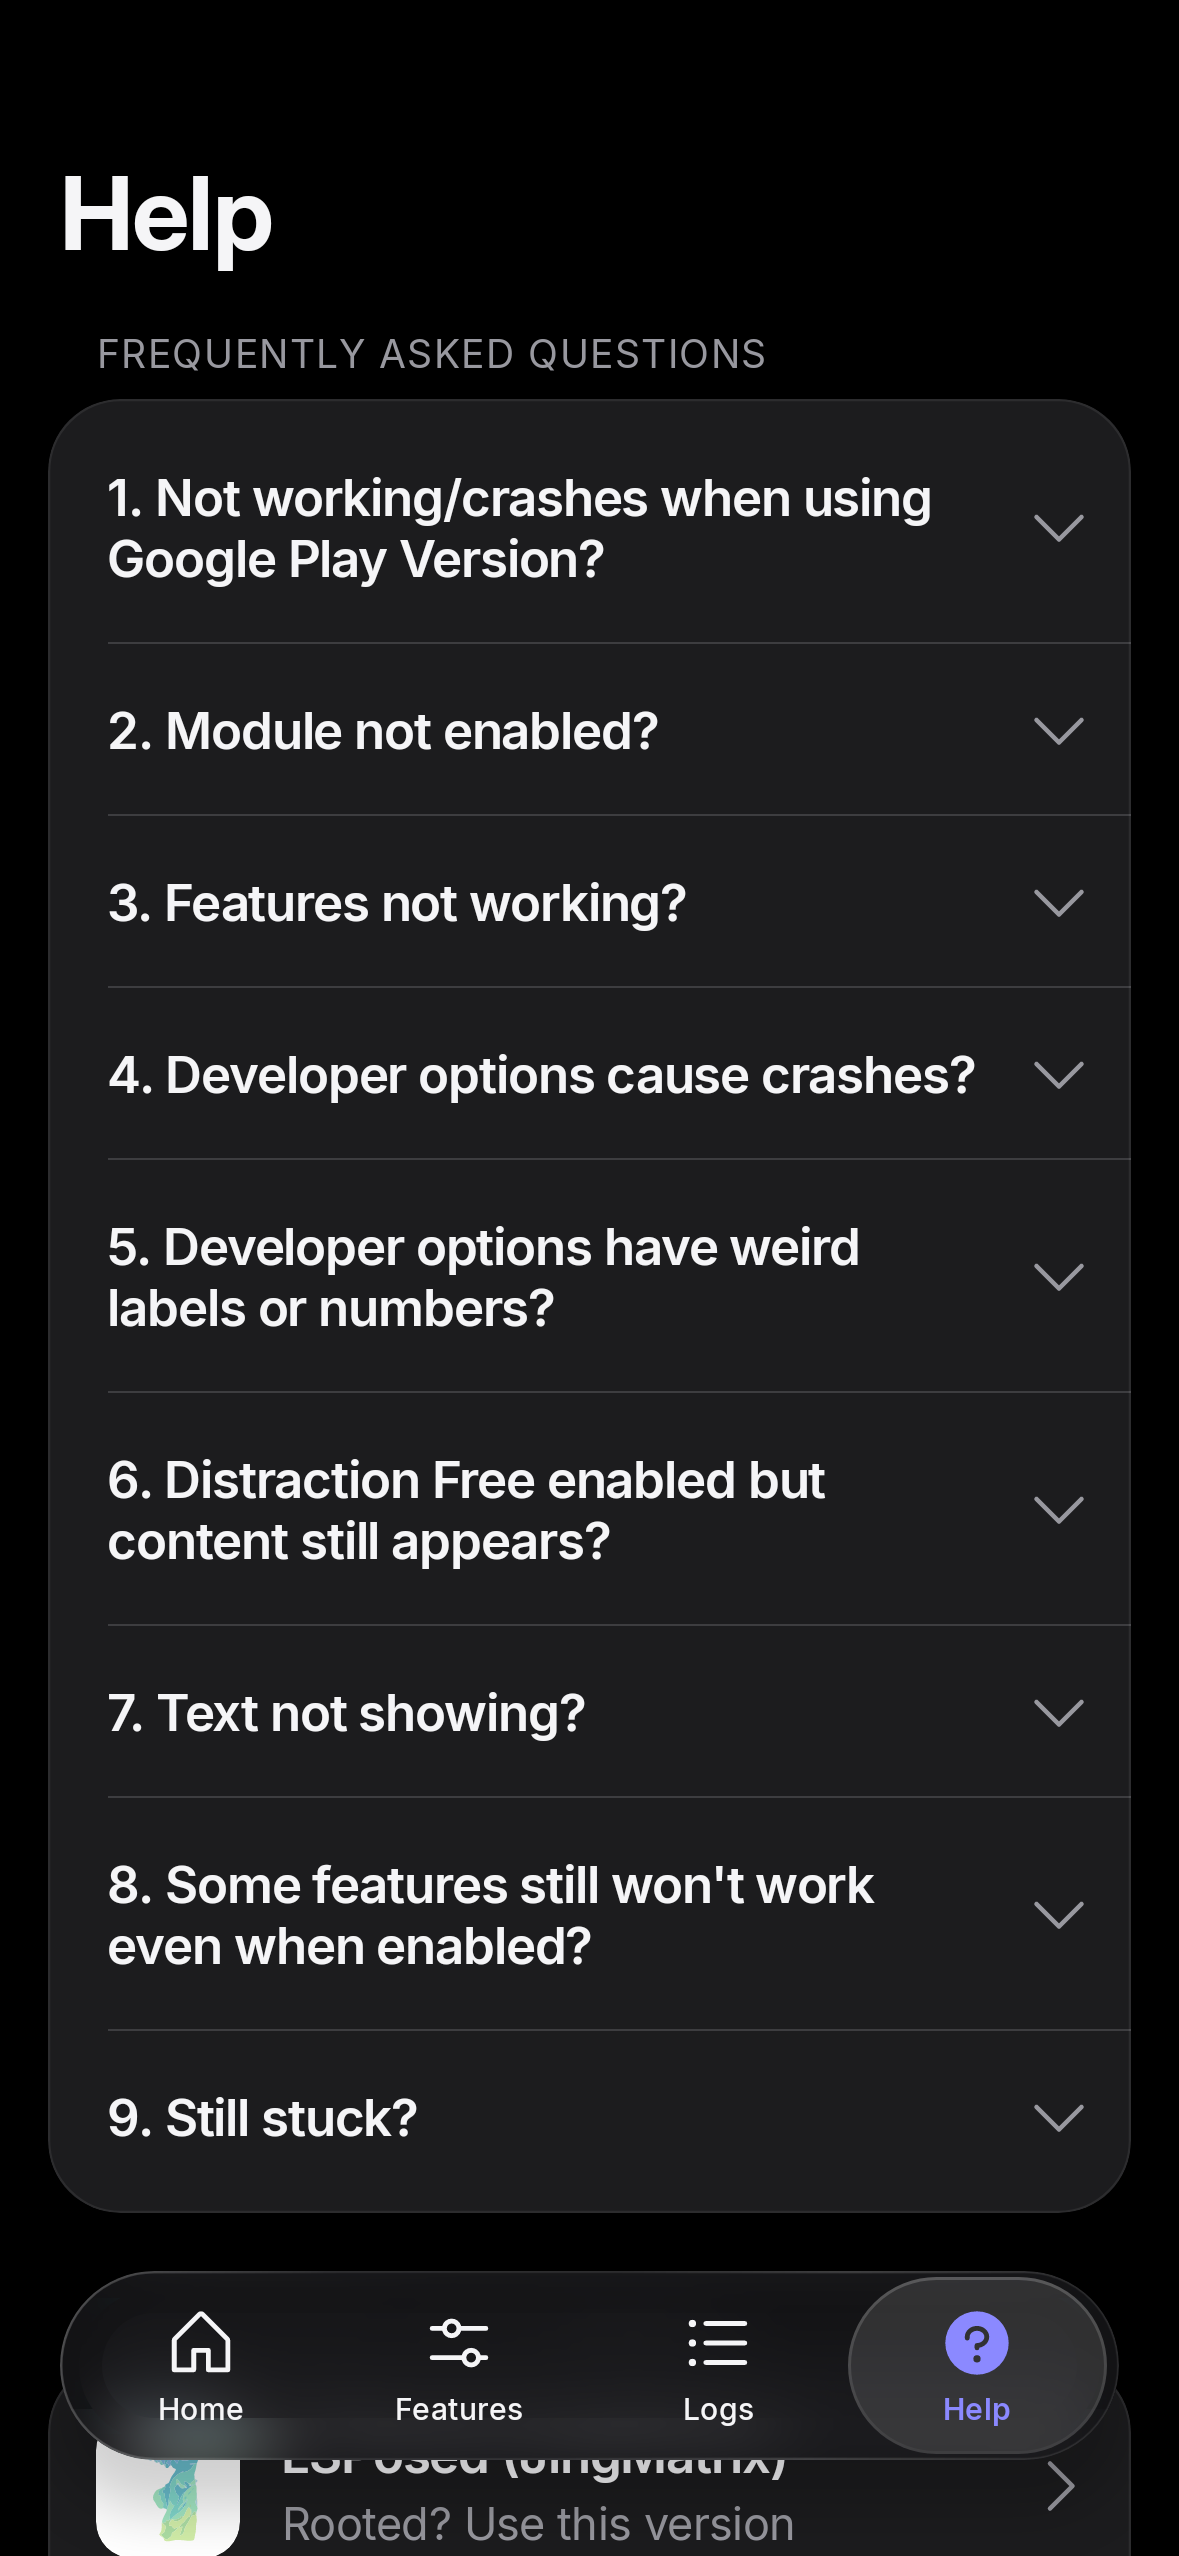 Help
FREQUENTLY ASKED QUESTIONS
1. Not working/crashes when using
Google Play Version?
2. Module not enabled?
3. Features not working?
4. Developer options cause crashes?
5. Developer options have weird
labels or numbers?
6. Distraction Free enabled but
content still appears?
7. Text not showing?
8. Some features still won't work
even when enabled?
9. Still stuck?
Home
Features
Logs
Help
LSPosed (JingMatrix)
Rooted? Use this version